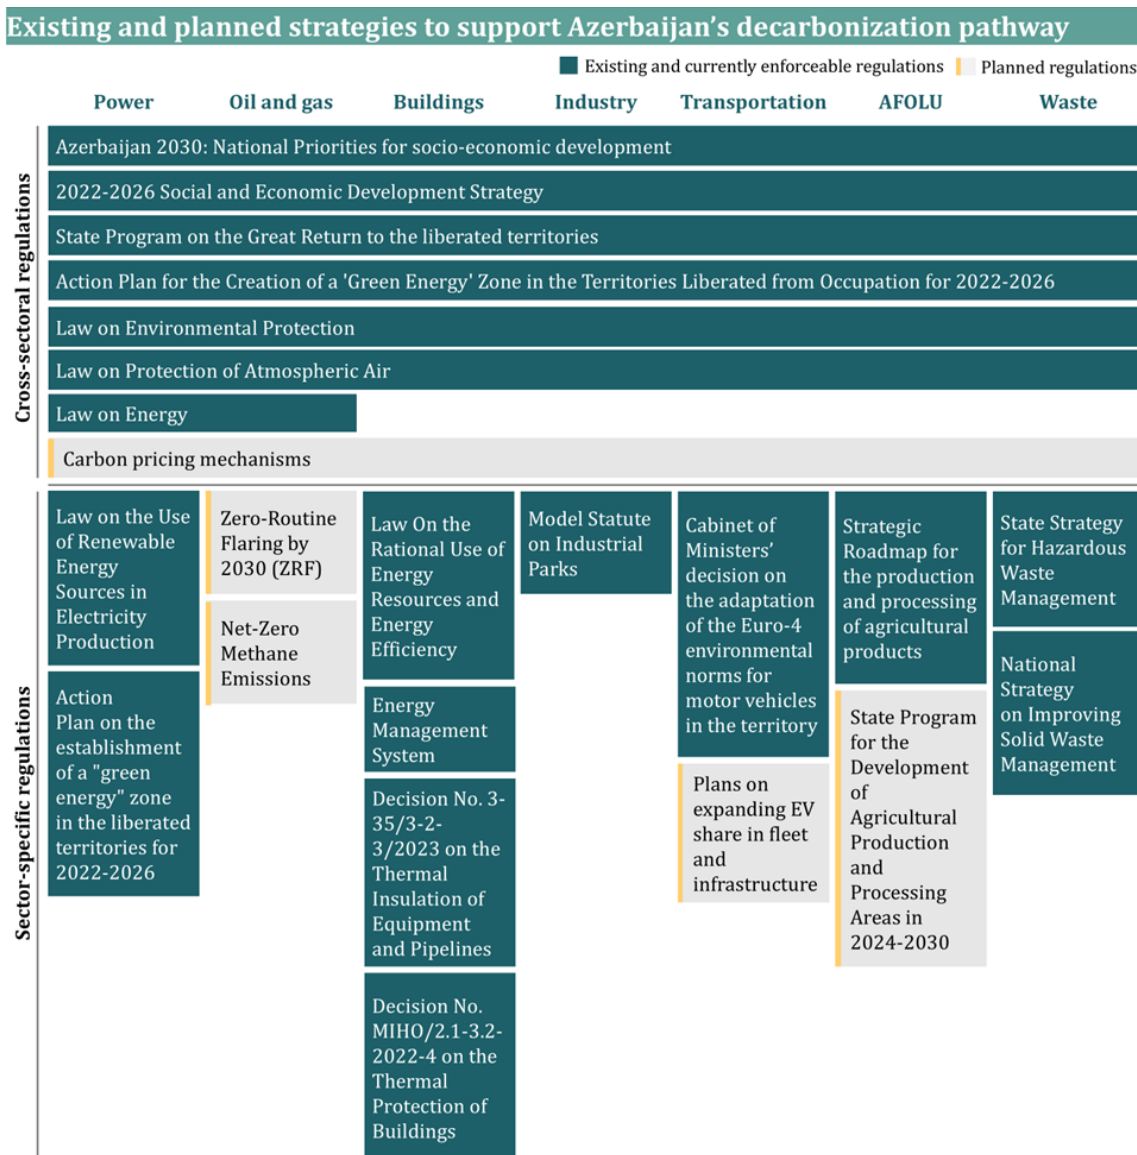 Existing and planned strategies to support Azerbaijan's decarbonization pathway
Existing and currently enforceable regulations
Planned regulations
Power
Oil and gas
Buildings
Industry
Transportation
AFOLU
Waste
Cross-sectoral regulations
Azerbaijan 2030: National Priorities for socio-economic development
2022-2026 Social and Economic Development Strategy
State Program on the Great Return to the liberated territories
Action Plan for the Creation of a 'Green Energy' Zone in the Territories Liberated from Occupation for 2022-2026
Law on Environmental Protection
Law on Protection of Atmospheric Air
Law on Energy
Carbon pricing mechanisms
Sector-specific regulations
Law on the Use
of Renewable
Energy
Sources in
Electricity
Production
Action
Plan on the
establishment
of a "green
energy" zone
in the liberated
territories for
2022-2026
Zero-Routine
Flaring by
2030 (ZRF)
Net-Zero
Methane
Emissions
Law On the
Rational Use of
Energy
Resources and
Energy
Efficiency
Energy
Management
System
Decision No. 3-
35/3-2-
3/2023 on the
Thermal
Insulation of
Equipment
and Pipelines
Decision No.
MIHO/2.1-3.2-
2022-4 on the
Thermal
Protection of
Buildings
Model Statute
on Industrial
Parks
Cabinet of
Ministers'
decision on
the adaptation
of the Euro-4
environmental
norms for
motor vehicles
in the territory
Plans on
expanding EV
share in fleet
and
infrastructure
Strategic
Roadmap for
the production
and processing
of agricultural
products
State Program
for the
Development
of
Agricultural
Production
and
Processing
Areas in
2024-2030
State Strategy
for Hazardous
Waste
Management
National
Strategy
on Improving
Solid Waste
Management